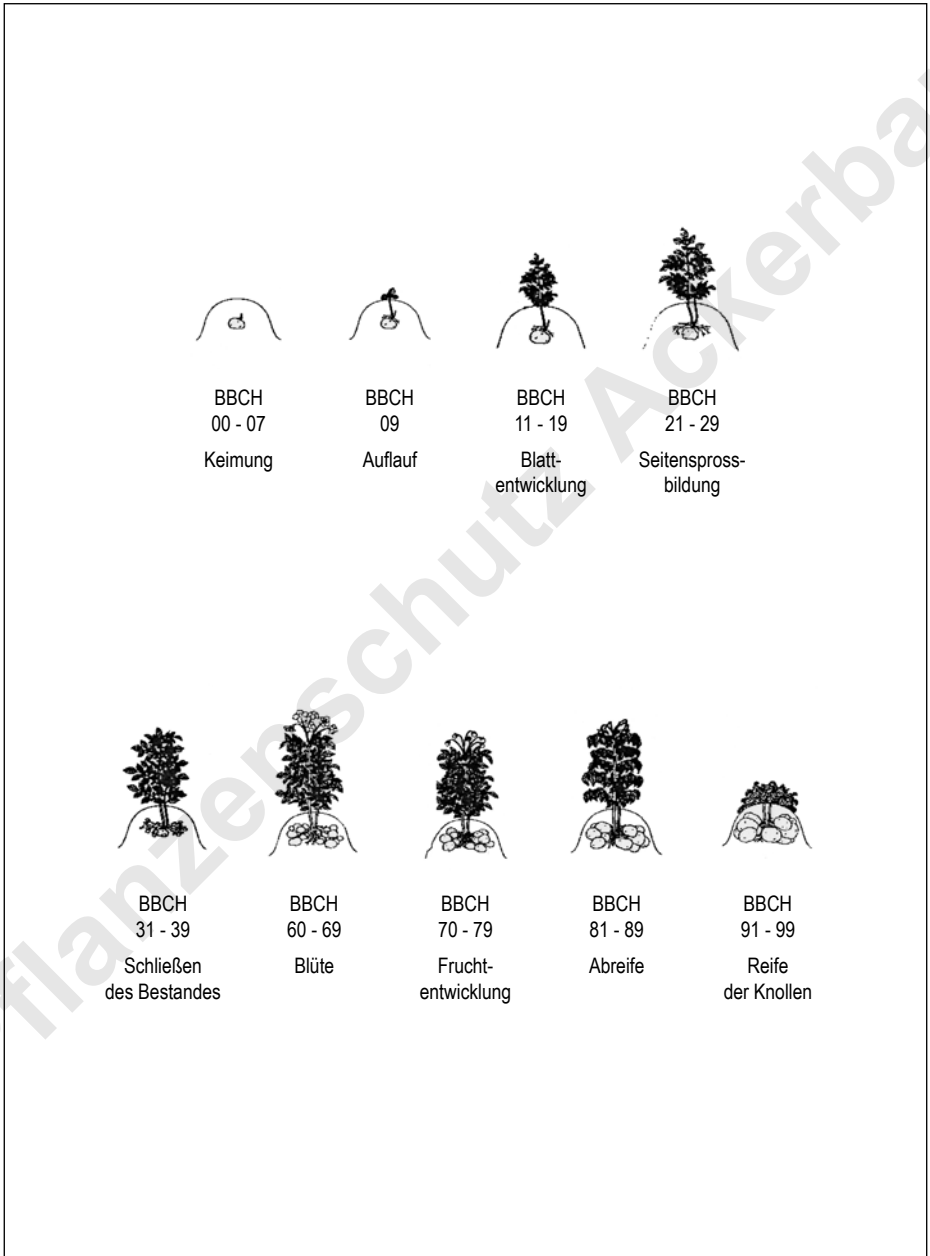 BBCH
00 - 07
Keimung
BBCH
09
Auflauf
BBCH
11 - 19
Blatt-
entwicklung
BBCH
21 - 29
Seitenspross-
bildung
BBCH
31 - 39
Schließen
des Bestandes
BBCH
60 - 69
Blüte
BBCH
70 - 79
Frucht-
entwicklung
BBCH
81 - 89
Abreife
BBCH
91 - 99
Reife
der Knollen
flanzenschutz Ackerba